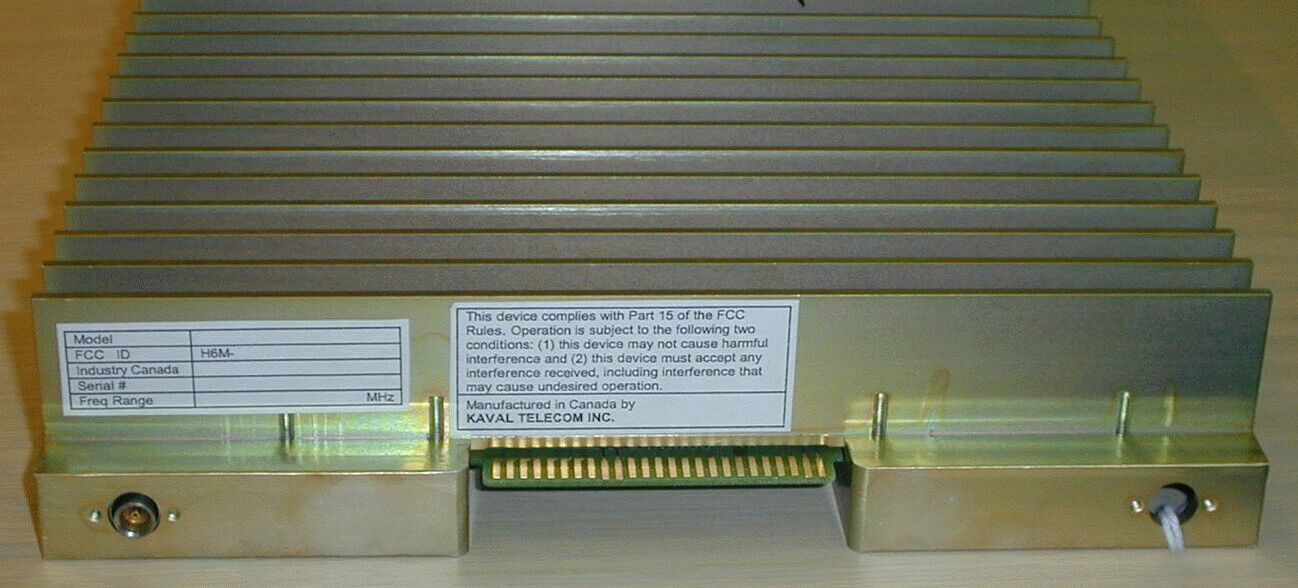 Model
FCC ID H6M-
Industry Canada
Serial #
Freq Range MHz
This device complies with Part 15 of the FCC
Rules. Operation is subject to the following two
conditions: (1) this device may not cause harmful
interference and (2) this device must accept any
interference received, including interference that
may cause undesired operation.
Manufactured in Canada by
KAVAL TELECOM INC.